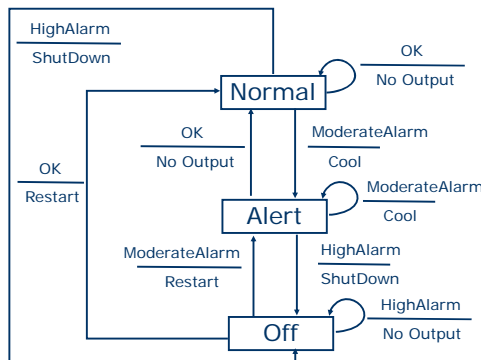 HighAlarm
ShutDown
OK
No Output
Normal
OK
No Output
ModerateAlarm
Cool
OK
Restart
ModerateAlarm
Cool
Alert
ModerateAlarm
Restart
HighAlarm
ShutDown
HighAlarm
No Output
Off